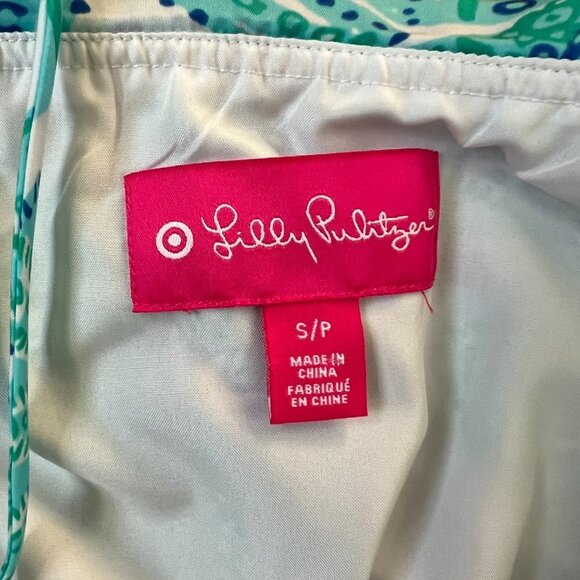 Lilly Pulitzer®
S/P
MADE IN
CHINA
FABRIQUÉ
EN CHINE